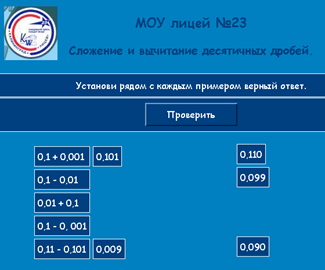 МОУ лицей №23
Сложение и вычитание десятичных дробей.
Установи рядом с каждым примером верный ответ.
Проверить
0,1 + 0,001 0,101 0,110
0,1 - 0,01 0,099
0,01 + 0,1
0,1 - 0, 001
0,11 - 0,101 0,009 0,090